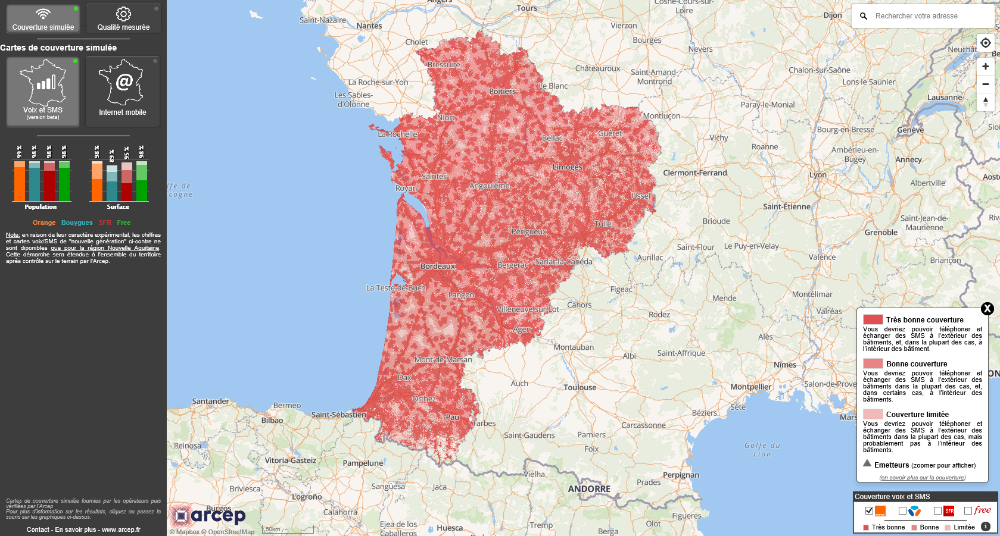 Couverture simulée
Qualité mesurée
Cartes de couverture simulée
Voix et SMS
(version beta)
@
Internet mobile
99 %
98 %
98 %
98 %
98 %
89 %
95 %
98 %
Population
Surface
Orange Bouygues SFR Free
Note: en raison de leur caractère expérimental, les chiffres
et cartes voix/SMS de "nouvelle génération" ci-contre ne
sont diponibles que pour la région Nouvelle Aquitaine.
Cette démarche sera étendue à l'ensemble du territoire
après contrôle sur le terrain par l'Arcep.
Cartes de couverture simulée fournies par les opérateurs puis
vérifiées par l'Arcep
Pour plus d'information sur les résultats, cliquez ou passez la
souris sur les graphiques ci-dessus.
Contact - En savoir plus - www.arcep.fr
Rechercher votre adresse
Tours
Cosne-Cours-sur-
Loire
Dijon
Saint-Nazaire
Nantes
Vierzon
Cholet
Bourges
Nevers
Neuchât
Bressuire
Châteauroux
Saint-Amand-
Montrond
Chalon-sur-Saône
La Roche-sur-Yon
Lons le Saunier
Poitiers
Le Blanc
Les Sables-
d'Olonne
Lausanne
Paray-le-Monial
Niort
Montluçon
Sio
La Rochelle
Guéret
Bourg-en-Bresse
Genève
Bellac
Vichy
Roanne
Ambérieu-en-
Bugey
Annecy
Limoges
Clermont-Ferrand
Lyon
Aost
Saintes
Angoulême
Albertville
Royan
lfe de
scogne
Ussel
Saint-Étienne
Tulle
Brioude
Saint-Jean-de-
Maurienne
Riv
Périgueux
Grenoble
Saint-Flour
Le Puy-en-Velay
Bordeaux
Bergerac
Sarlat-la-Canéda
Aurillac
Valence
Briançon
La Teste-de-Buch
Langon
Figeac
Mende
Montélimar
Villeneuve-sur-Lot
Cahors
Rodez
Valréas
Agen
Alès
Montauban
Albi
Saint-Affrique
Mont-de-Marsan
Nîmes
Dax
Auch
Toulouse
Montpellier
Salon-de-Prove
Orthez
Santander
Bermeo
Saint-Sébastien
Pau
Tarbes
Sète
Béziers
Mars
Bilbao
Carcassonne
Saint-Gaudens
Pamiers
Foix
Golfe du
Lion
Reinosa
Vitoria-Gasteiz
Pampelune
Vielha
Perpignan
Briviesca
Sangüesa
Jaca
Prades
ANDORRE
Logroño
Burgos
Calahorra
Figueres
Ejea de los
Caballeros
Huesca
Tremp
Berga
Olot
arcep
© Mapbox © OpenStreetMap
50km
X
Très bonne couverture
Vous devriez pouvoir téléphoner et
échanger des SMS à l'extérieur des
bâtiments, et, dans la plupart des cas, à
l'intérieur des bâtiment.
Bonne couverture
Vous devriez pouvoir téléphoner et
échanger des SMS à l'extérieur des
bâtiments dans la plupart des cas, et,
dans certains cas, à l'intérieur des
bâtiments.
Couverture limitée
Vous devriez pouvoir téléphoner et
échanger des SMS à l'extérieur des
bâtiments dans la plupart des cas, mais
probablement pas à l'intérieur des
bâtiments.
Emetteurs (zoomer pour afficher)
(en savoir plus sur la couverture)
Couverture voix et SMS
SFR
free
Très bonne Bonne Limitée i